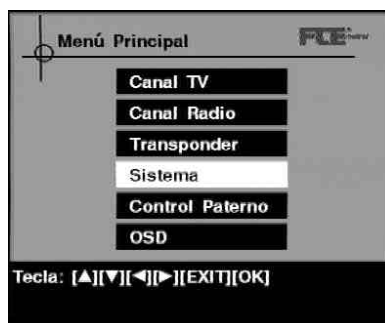 Menú Principal
Canal TV
Canal Radio
Transponder
Sistema
Control Paterno
OSD
Tecla: [▲][▼][◄][►][EXIT][OK]